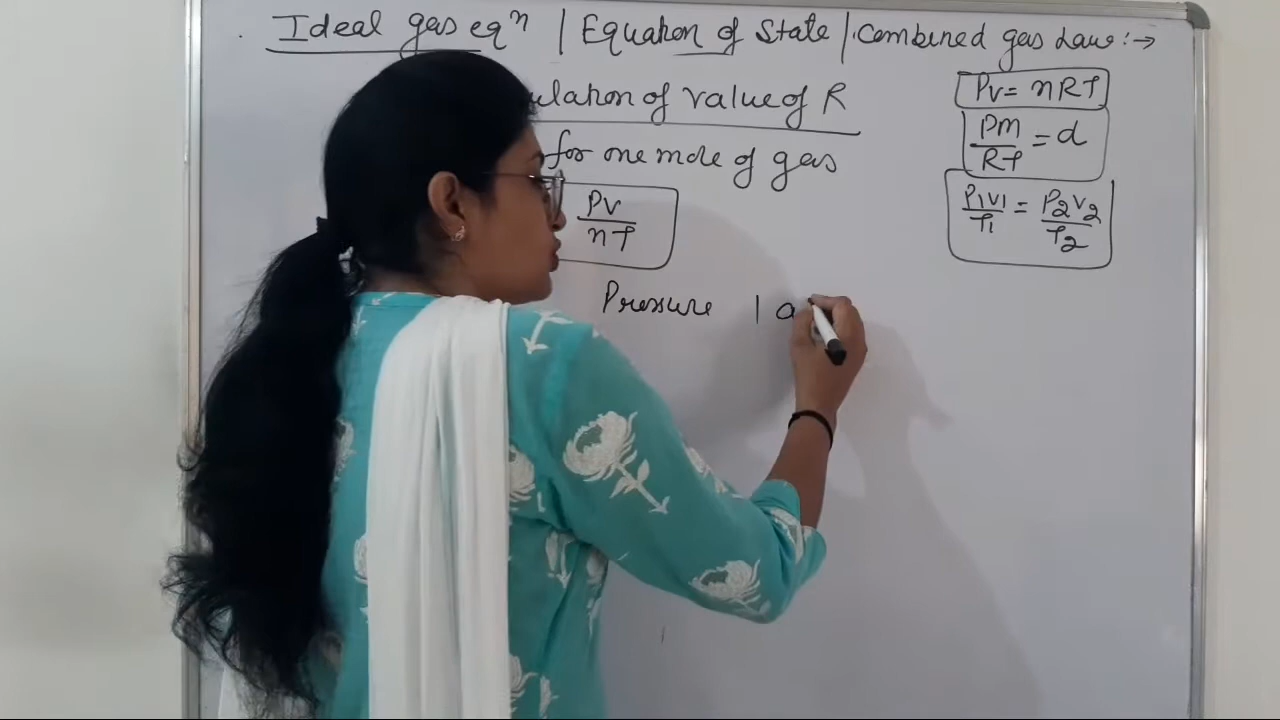 Ideal gas eqⁿ | Equation of State | Combined gas Law :→
ulation of value of R
for one mole of gas
PV
nT
Pressure 1 a
PV = nRT
PM/RT = d
P1V1/T1 = P2V2/T2